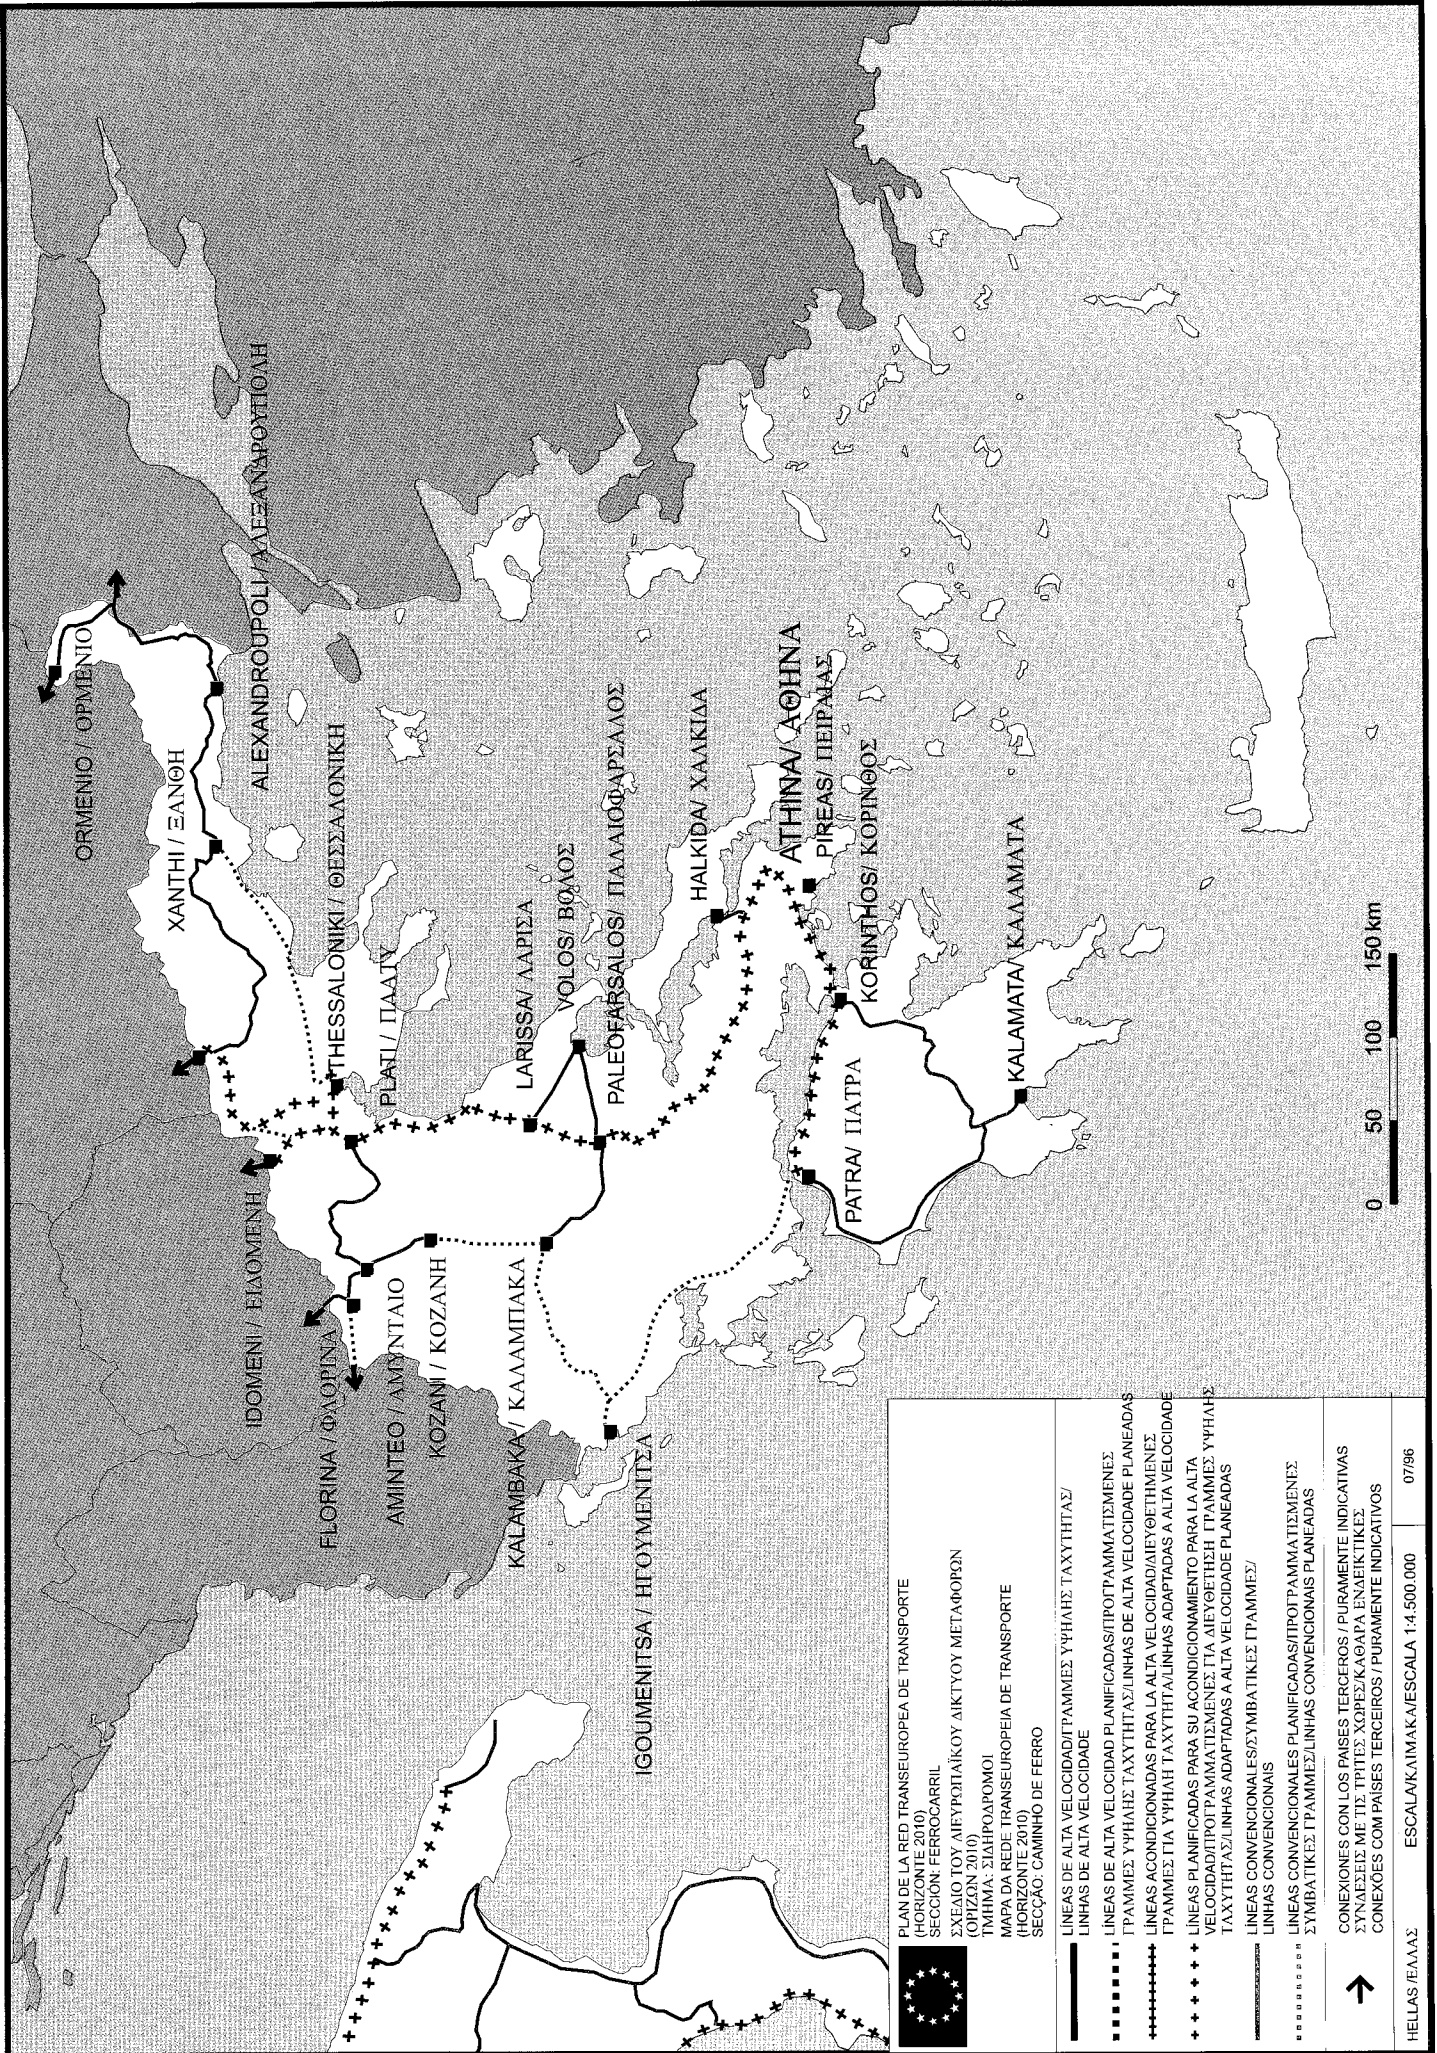 ORMENIO / ΟΡΜΕΝΙΟ
XANTHI / ΞΑΝΘΗ
ALEXANDROUPOLI / ΑΛΕΞΑΝΔΡΟΥΠΟΛΗ
THESSALONIKI / ΘΕΣΣΑΛΟΝΙΚΗ
PLATI / ΠΛΑΤΥ
IDOMENI / ΕΙΔΟΜΕΝΗ
FLORINA / ΦΛΩΡΙΝΑ
AMINTEO / ΑΜΥΝΤΑΙΟ
KOZANI / ΚΟΖΑΝΗ
KALAMBAKA / ΚΑΛΑΜΠΑΚΑ
LARISSA/ ΛΑΡΙΣΑ
VOLOS/ ΒΟΛΟΣ
PALEOFARSALOS/ ΠΑΛΑΙΟΦΑΡΣΑΛΟΣ
IGOUMENITSA / ΗΓΟΥΜΕΝΙΤΣΑ
HALKIDA/ ΧΑΛΚΙΔΑ
ATHINA/ ΑΘΗΝΑ
PIREAS/ ΠΕΙΡΑΙΑΣ
KORINTHOS/ ΚΟΡΙΝΘΟΣ
PATRA/ ΠΑΤΡΑ
KALAMATA/ ΚΑΛΑΜΑΤΑ
0 50 100 150 km
PLAN DE LA RED TRANSEUROPEA DE TRANSPORTE
(HORIZONTE 2010)
SECCIÓN: FERROCARRIL
ΣΧΕΔΙΟ ΤΟΥ ΔΙΕΥΡΩΠΑΪΚΟΥ ΔΙΚΤΥΟΥ ΜΕΤΑΦΟΡΩΝ
(ΟΡΙΖΩΝ 2010)
ΤΜΗΜΑ: ΣΙΔΗΡΟΔΡΟΜΟΙ
MAPA DA REDE TRANSEUROPEIA DE TRANSPORTE
(HORIZONTE 2010)
SECÇÃO: CAMINHO DE FERRO
LÍNEAS DE ALTA VELOCIDAD/ΓΡΑΜΜΕΣ ΥΨΗΛΗΣ ΤΑΧΥΤΗΤΑΣ/
LINHAS DE ALTA VELOCIDADE
LÍNEAS DE ALTA VELOCIDAD PLANIFICADAS/ΠΡΟΓΡΑΜΜΑΤΙΣΜΕΝΕΣ
ΓΡΑΜΜΕΣ ΥΨΗΛΗΣ ΤΑΧΥΤΗΤΑΣ/LINHAS DE ALTA VELOCIDADE PLANEADAS
LÍNEAS ACONDICIONADAS PARA LA ALTA VELOCIDAD/ΔΙΕΥΘΕΤΗΜΕΝΕΣ
ΓΡΑΜΜΕΣ ΓΙΑ ΥΨΗΛΗ ΤΑΧΥΤΗΤΑ/LINHAS ADAPTADAS A ALTA VELOCIDADE
LÍNEAS PLANIFICADAS PARA SU ACONDICIONAMENTO PARA LA ALTA
VELOCIDAD/ΠΡΟΓΡΑΜΜΑΤΙΣΜΕΝΕΣ ΓΙΑ ΔΙΕΥΘΕΤΗΣΗ ΓΡΑΜΜΕΣ ΥΨΗΛΗΣ
ΤΑΧΥΤΗΤΑΣ/LINHAS ADAPTADAS A ALTA VELOCIDADE PLANEADAS
LÍNEAS CONVENCIONALES/ΣΥΜΒΑΤΙΚΕΣ ΓΡΑΜΜΕΣ/
LINHAS CONVENCIONAIS
LÍNEAS CONVENCIONALES PLANIFICADAS/ΠΡΟΓΡΑΜΜΑΤΙΣΜΕΝΕΣ
ΣΥΜΒΑΤΙΚΕΣ ΓΡΑΜΜΕΣ/LINHAS CONVENCIONAIS PLANEADAS
CONEXIONES CON LOS PAISES TERCEROS / PURAMENTE INDICATIVAS
ΣΥΝΔΕΣΕΙΣ ΜΕ ΤΙΣ ΤΡΙΤΕΣ ΧΩΡΕΣ/ΚΑΘΑΡΑ ΕΝΔΕΙΚΤΙΚΕΣ
CONEXÕES COM PAÍSES TERCEIROS / PURAMENTE INDICATIVOS
HELLAS /ΕΛΛΑΣ ESCALA/ΚΛΙΜΑΚΑ/ESCALA 1:4.500.000 07/96